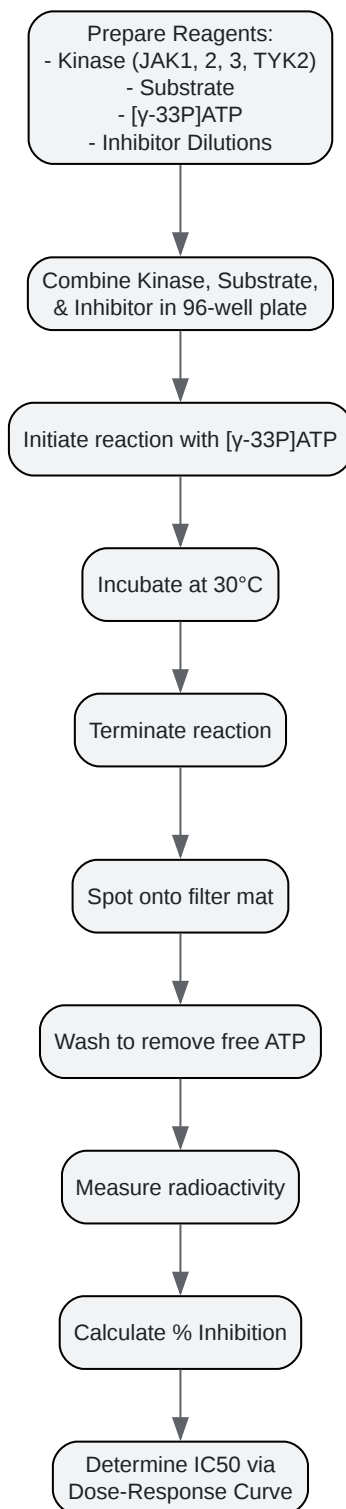 Prepare Reagents:
- Kinase (JAK1, 2, 3, TYK2)
- Substrate
- [γ-33P]ATP
- Inhibitor Dilutions
Combine Kinase, Substrate,
& Inhibitor in 96-well plate
Initiate reaction with [γ-33P]ATP
Incubate at 30°C
Terminate reaction
Spot onto filter mat
Wash to remove free ATP
Measure radioactivity
Calculate % Inhibition
Determine IC50 via
Dose-Response Curve